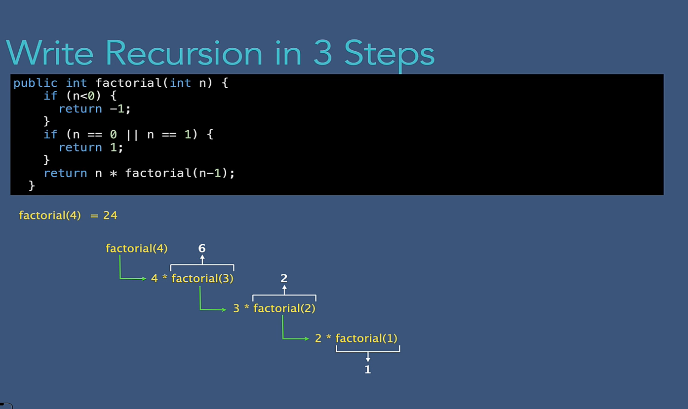 Write Recursion in 3 Steps
public int factorial(int n) {
if (n<0) {
return -1;
}
if (n == 0 || n == 1) {
return 1;
}
return n * factorial(n-1);
}
factorial(4) = 24
factorial(4) 6
4 * factorial(3) 2
3 * factorial(2)
2 * factorial(1)
1